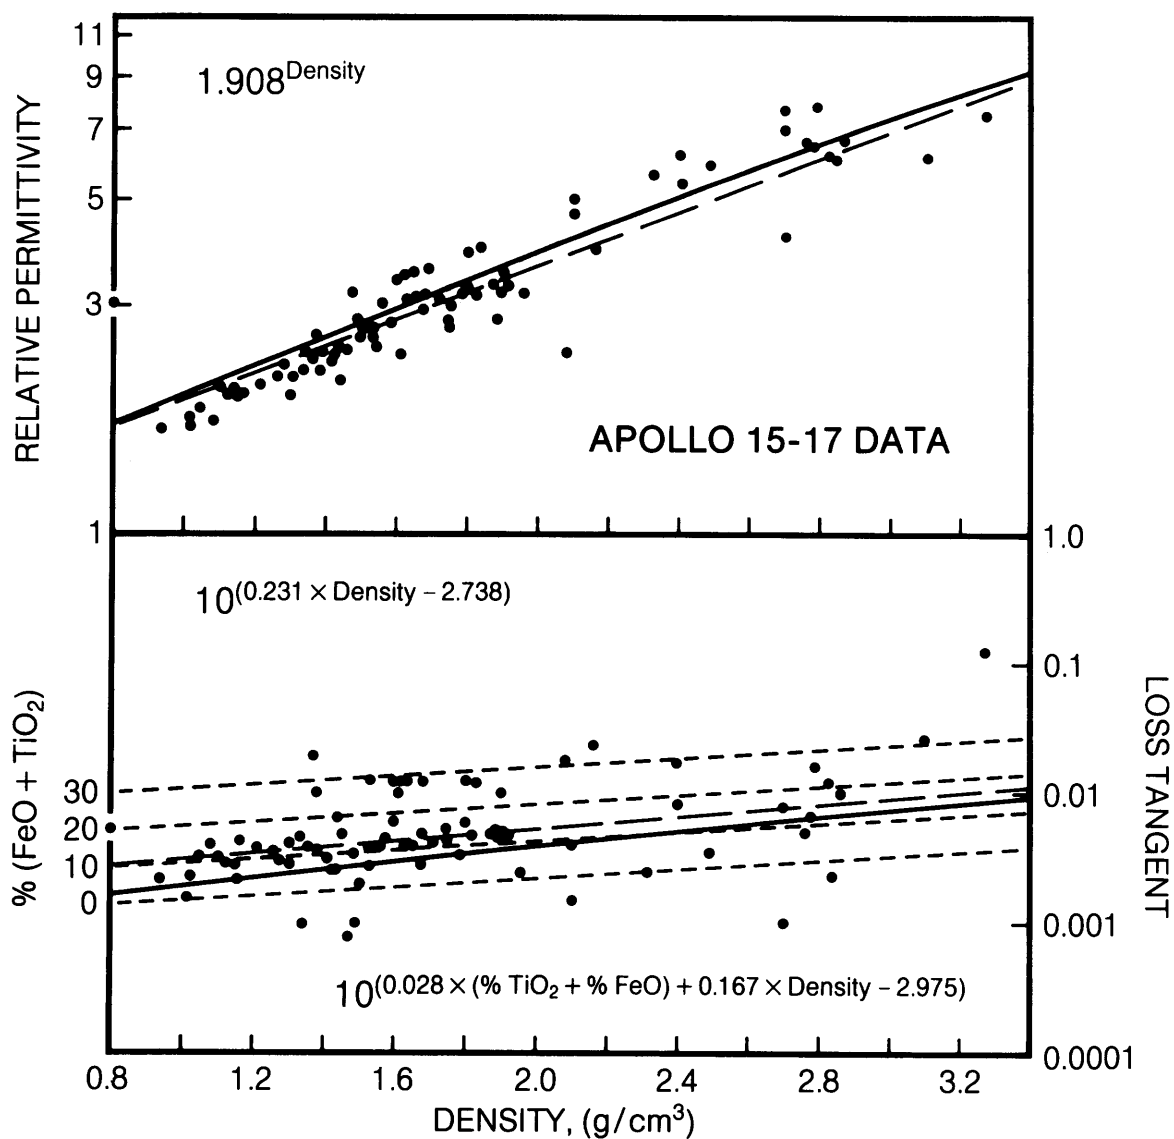 11
9
7
5
3
1
RELATIVE PERMITTIVITY
1.908^Density
APOLLO 15-17 DATA
10^(0.231 × Density – 2.738)
1.0
0.1
0.01
0.001
0.0001
LOSS TANGENT
% (FeO + TiO₂)
30
20
10
0
10^(0.028 × (% TiO₂ + % FeO) + 0.167 × Density – 2.975)
0.8 1.2 1.6 2.0 2.4 2.8 3.2
DENSITY, (g/cm³)